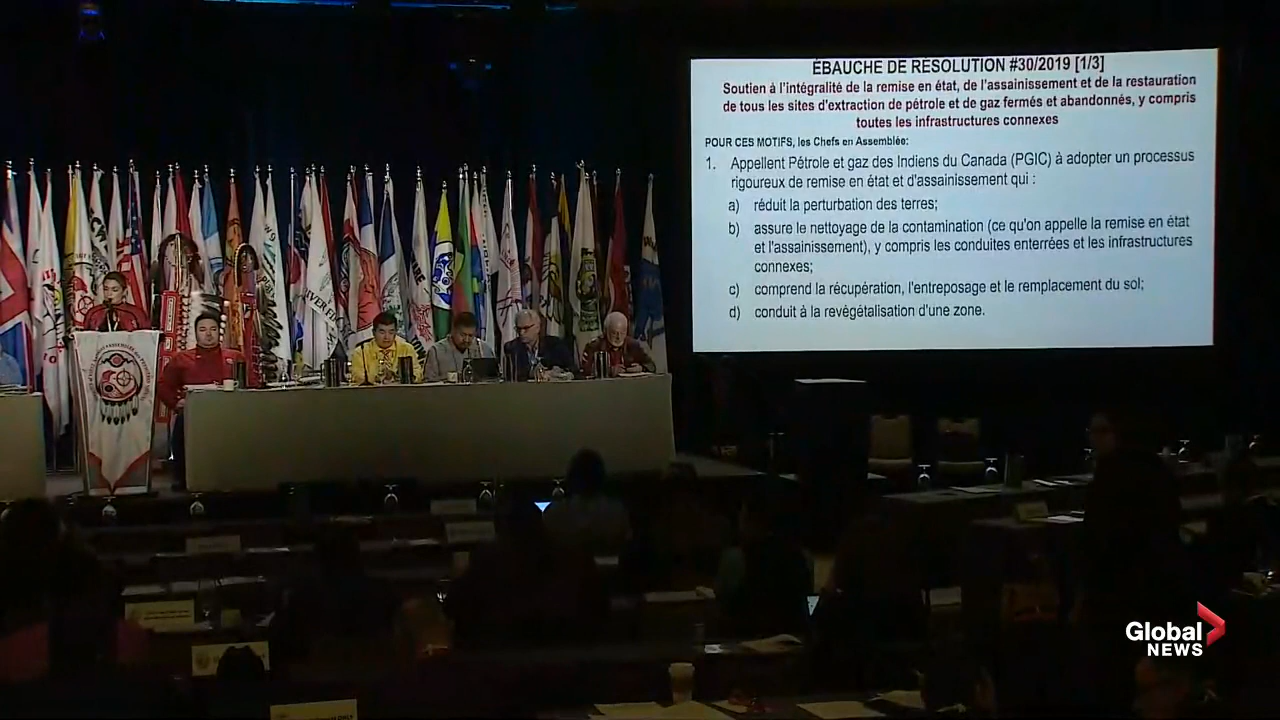 ÉBAUCHE DE RÉSOLUTION #30/2019 [1/3]
Soutien à l'intégralité de la remise en état, de l'assainissement et de la restauration
de tous les sites d'extraction de pétrole et de gaz fermés et abandonnés, y compris
toutes les infrastructures connexes
POUR CES MOTIFS, les Chefs en Assemblée:
1. Appellent Pétrole et gaz des Indiens du Canada (PGIC) à adopter un processus
rigoureux de remise en état et d'assainissement qui :
a) réduit la perturbation des terres;
b) assure le nettoyage de la contamination (ce qu'on appelle la remise en état
et l'assainissement), y compris les conduites enterrées et les infrastructures
connexes;
c) comprend la récupération, l'entreposage et le remplacement du sol;
d) conduit à la revégétalisation d'une zone.
Global
NEWS